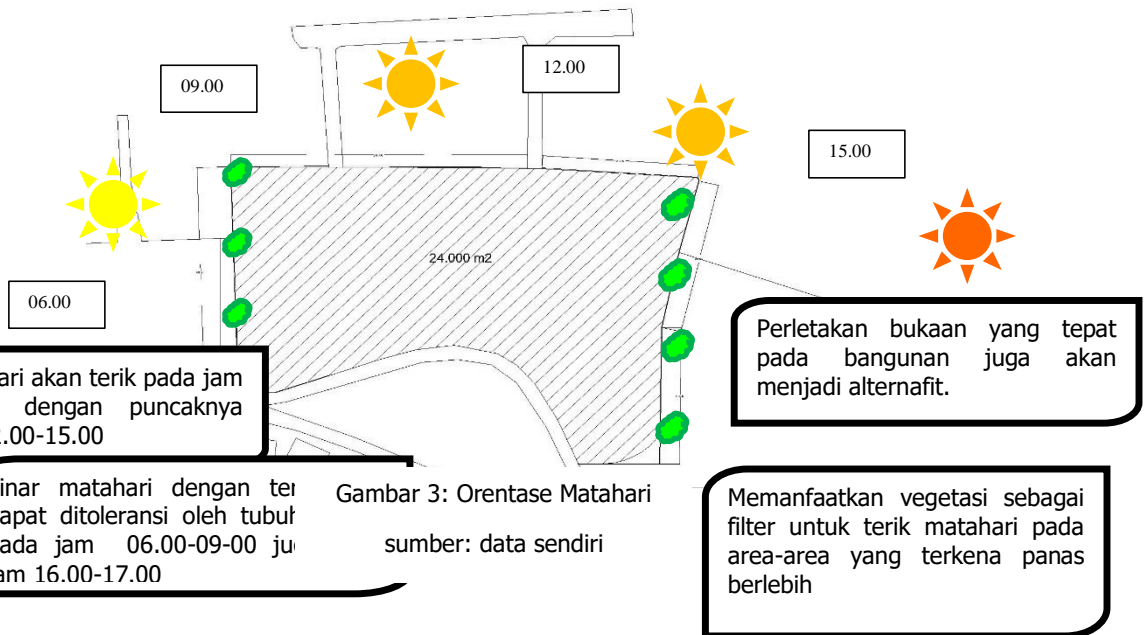 09.00
12.00
15.00
24.000 m2
06.00
Perletakan bukaan yang tepat
pada bangunan juga akan
menjadi alternafit.
ari akan terik pada jam
dengan puncaknya
2.00-15.00
inar matahari dengan ter
apat ditoleransi oleh tubuh
ada jam 06.00-09-00 ju
am 16.00-17.00
Gambar 3: Orentase Matahari
sumber: data sendiri
Memanfaatkan vegetasi sebagai
filter untuk terik matahari pada
area-area yang terkena panas
berlebih